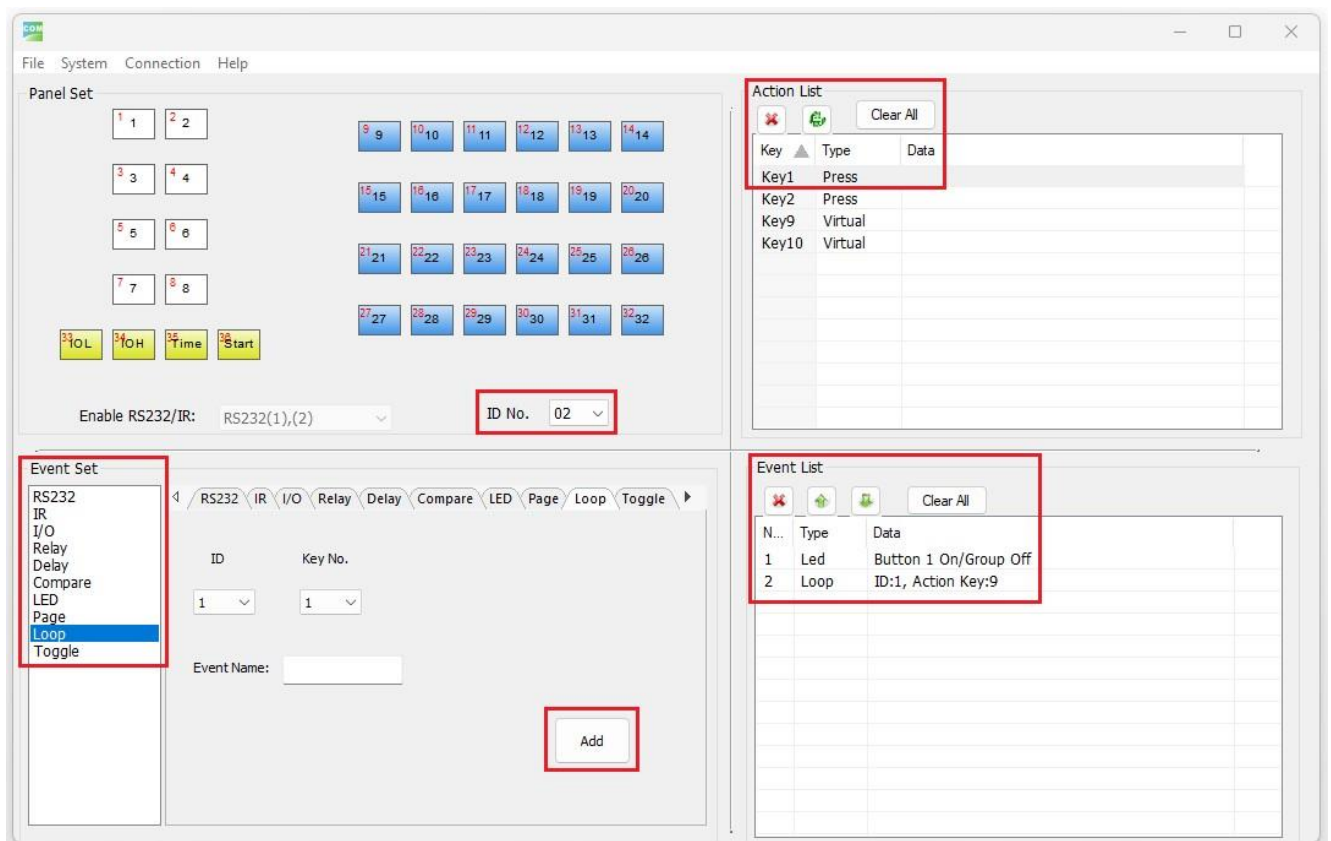 COM
File System Connection Help
Panel Set
1 1 2 2
3 3 4 4
5 5 6 6
7 7 8 8
9 9 10 10 11 11 12 12 13 13 14 14
15 15 16 16 17 17 18 18 19 19 20 20
21 21 22 22 23 23 24 24 25 25 26 26
27 27 28 28 29 29 30 30 31 31 32 32
33 IOL 34 IOH 35 Time 36 Start
Enable RS232/IR: RS232(1),(2) ID No. 02
Action List
Clear All
Key Type Data
Key1 Press
Key2 Press
Key9 Virtual
Key10 Virtual
Event Set
RS232
IR
I/O
Relay
Delay
Compare
LED
Page
Loop
Toggle
RS232 IR I/O Relay Delay Compare LED Page Loop Toggle
ID Key No.
1 1
Event Name:
Add
Event List
Clear All
N... Type Data
1 Led Button 1 On/Group Off
2 Loop ID:1, Action Key:9